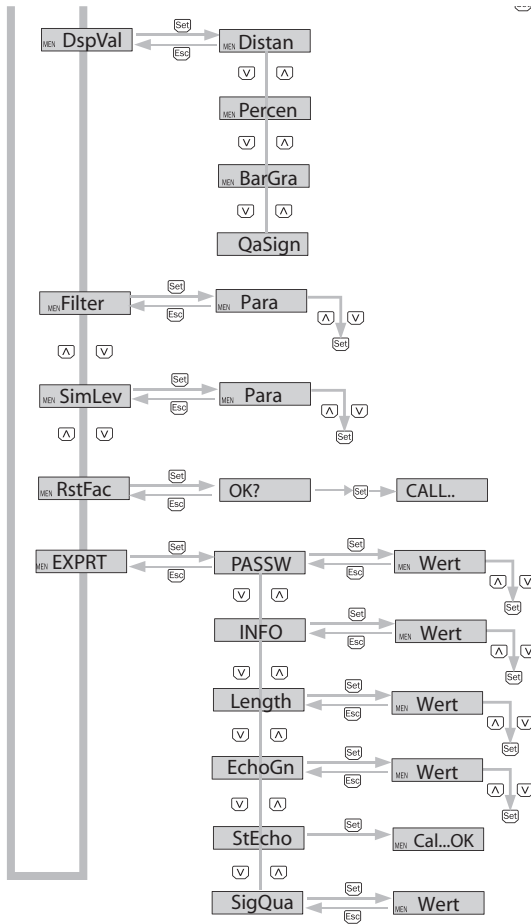 Set
MEN DspVal
MEN Distan
Esc
V Λ
MEN Percen
V Λ
MEN BarGra
V Λ
QaSign
Set
MEN Filter
MEN Para
Esc
Λ V
Set
Λ V
Set
MEN SimLev
MEN Para
Esc
Λ V
Set
Λ V
Set
MEN RstFac
OK?
Set
CALL..
Esc
Set
MEN EXPRT
PASSW
Set
MEN Wert
Esc
Esc
Λ V
Set
V Λ
Set
INFO
MEN Wert
Esc
Λ V
Set
V Λ
Set
Length
MEN Wert
Esc
Λ V
Set
V Λ
Set
EchoGn
MEN Wert
Esc
Λ V
Set
V Λ
Set
StEcho
MEN Cal...OK
V Λ
Set
SigQua
MEN Wert
Esc